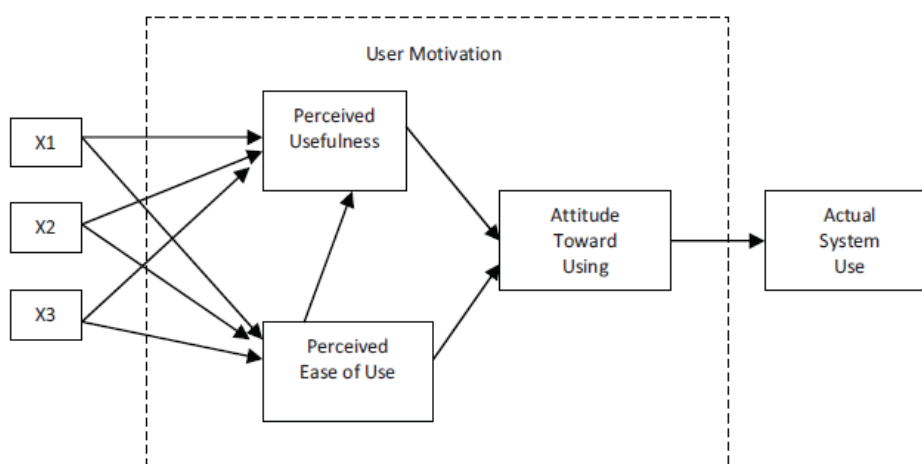 User Motivation
X1
X2
X3
Perceived
Usefulness
Perceived
Ease of Use
Attitude
Toward
Using
Actual
System
Use